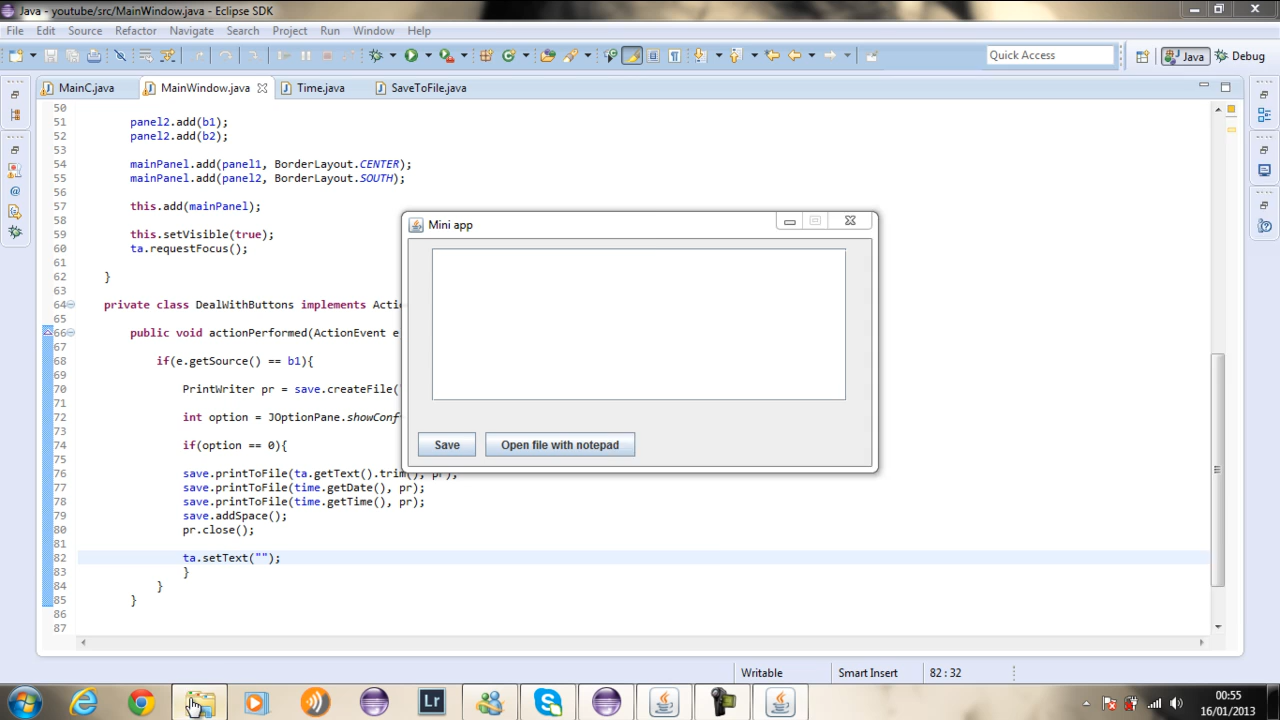 Java - youtube/src/MainWindow.java - Eclipse SDK
File Edit Source Refactor Navigate Search Project Run Window Help
Quick Access Java Debug
MainC.java MainWindow.java Time.java SaveToFile.java
50
51 panel2.add(b1);
52 panel2.add(b2);
53
54 mainPanel.add(panel1, BorderLayout.CENTER);
55 mainPanel.add(panel2, BorderLayout.SOUTH);
56
57 this.add(mainPanel);
58
59 this.setVisible(true);
60 ta.requestFocus();
61
62 }
63
64 private class DealWithButtons implements Actio
65
66 public void actionPerformed(ActionEvent e
67
68 if(e.getSource() == b1){
69
70 PrintWriter pr = save.createFile(
71
72 int option = JOptionPane.showConf
73
74 if(option == 0){
75
76 save.printToFile(ta.getText().trim(), pr);
77 save.printToFile(time.getDate(), pr);
78 save.printToFile(time.getTime(), pr);
79 save.addSpace();
80 pr.close();
81
82 ta.setText("");
83 }
84 }
85 }
86
87
Mini app
Save Open file with notepad
Writable Smart Insert 82 : 32
Lr
00:55
16/01/2013